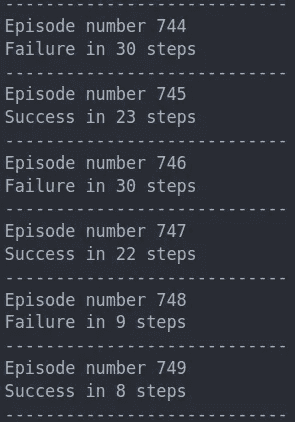 ---------------------------
Episode number 744
Failure in 30 steps
---------------------------
Episode number 745
Success in 23 steps
---------------------------
Episode number 746
Failure in 30 steps
---------------------------
Episode number 747
Success in 22 steps
---------------------------
Episode number 748
Failure in 9 steps
---------------------------
Episode number 749
Success in 8 steps
---------------------------